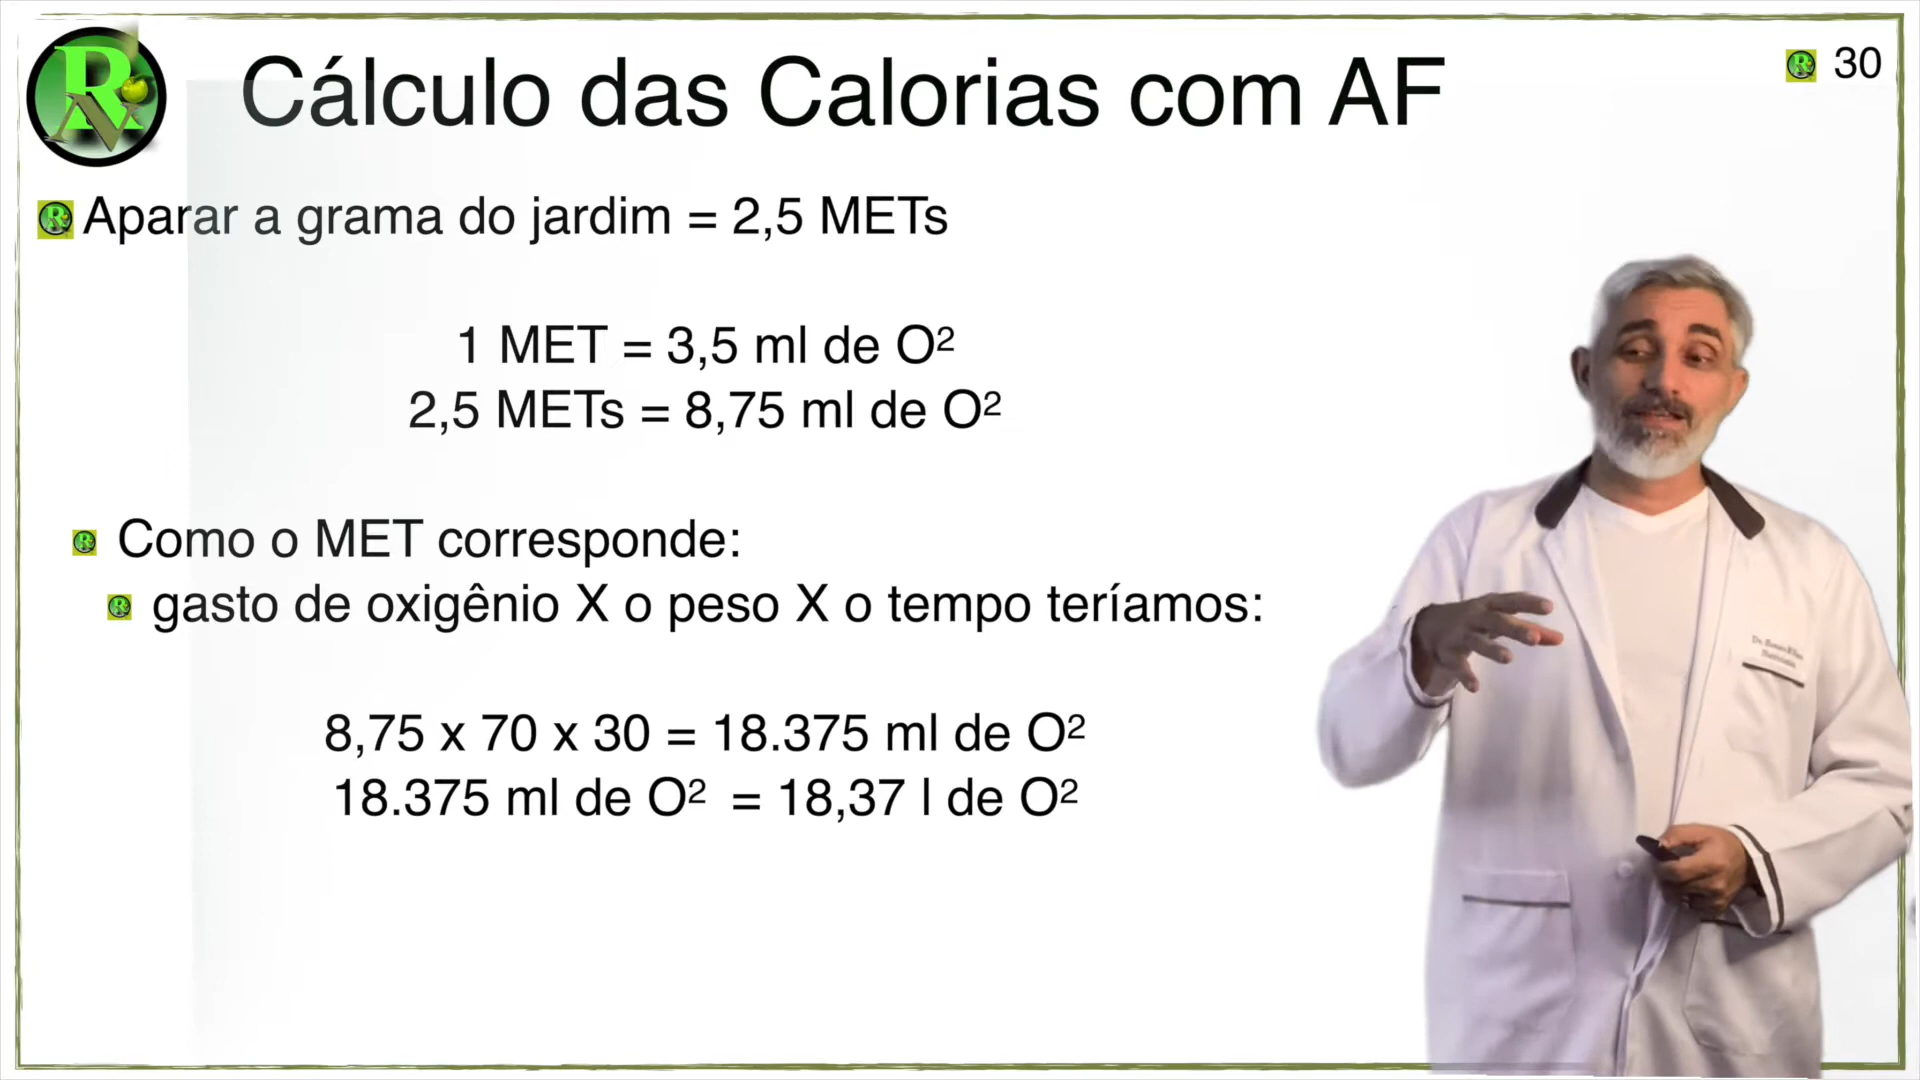 Cálculo das Calorias com AF
30
Aparar a grama do jardim = 2,5 METs
1 MET = 3,5 ml de O²
2,5 METs = 8,75 ml de O²
Como o MET corresponde:
gasto de oxigênio X o peso X o tempo teríamos:
8,75 x 70 x 30 = 18.375 ml de O²
18.375 ml de O² = 18,37 l de O²